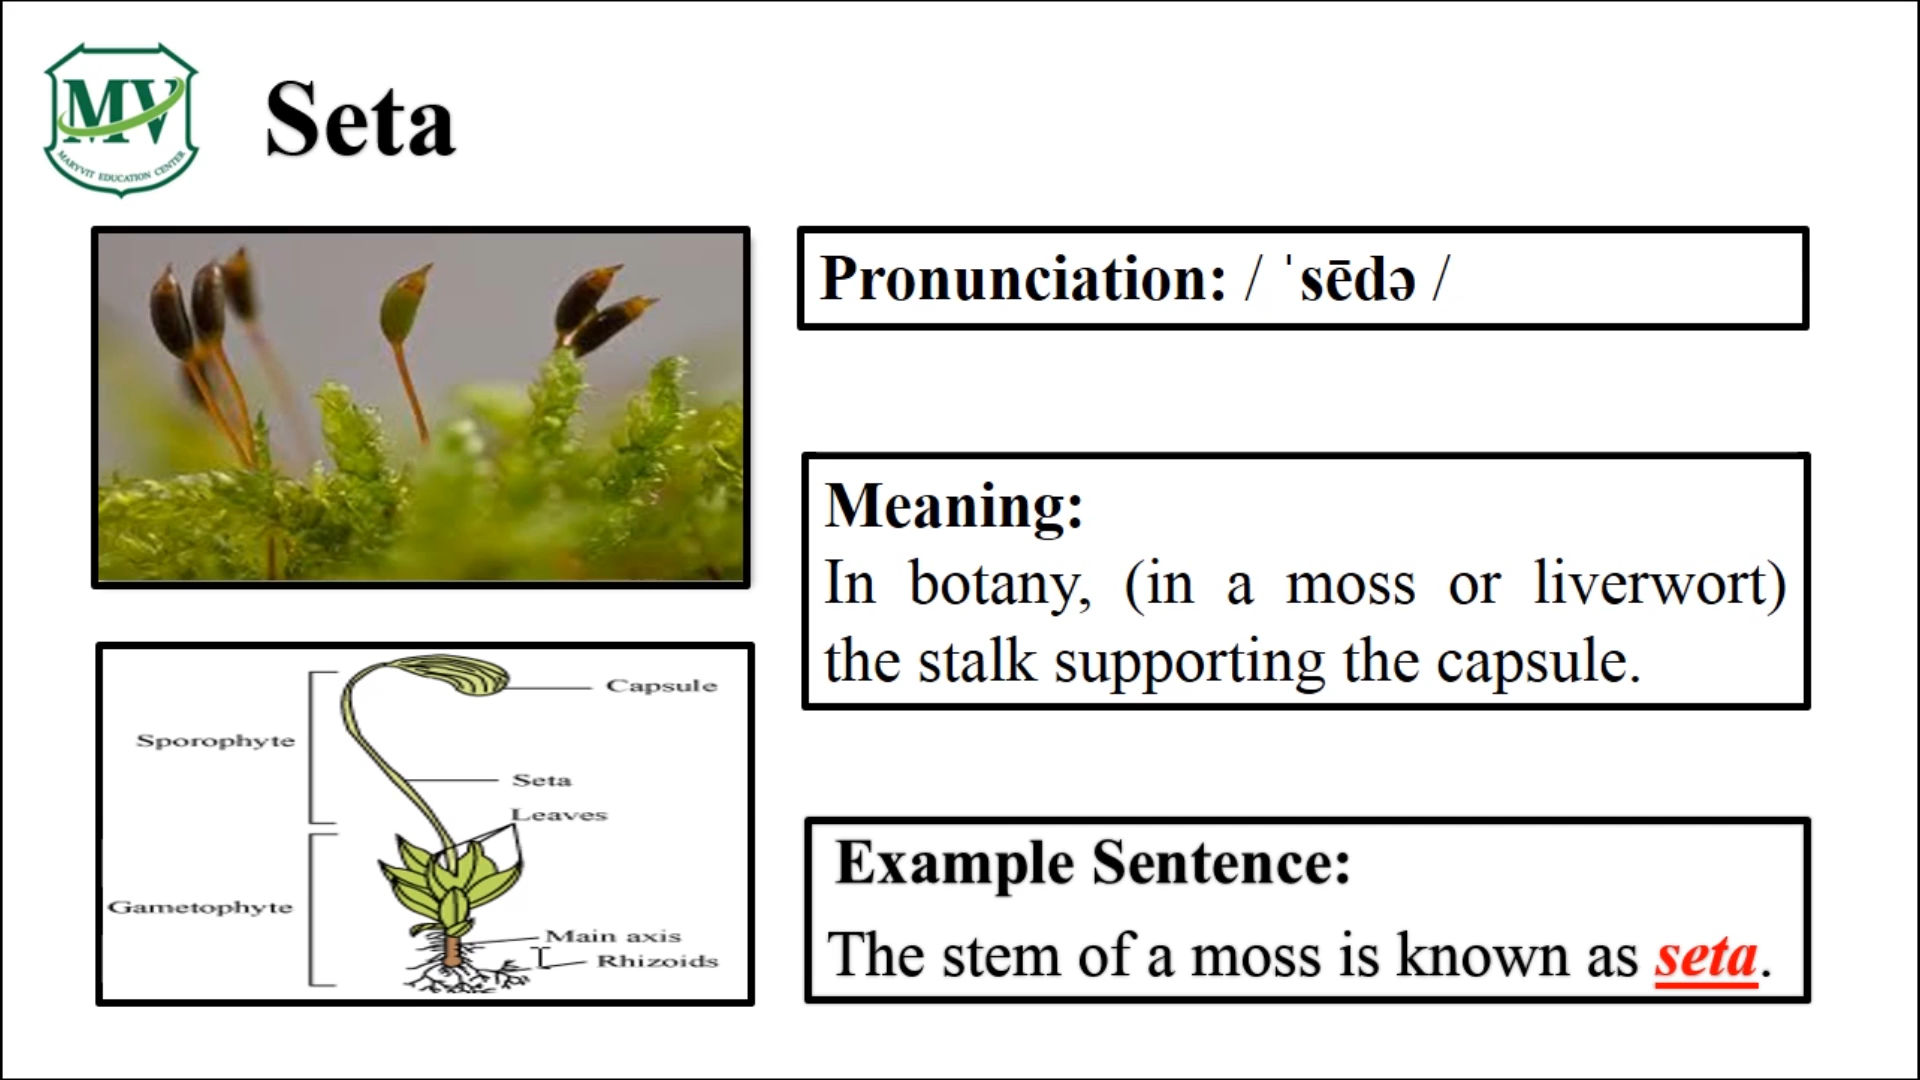 MV
MARYVIT EDUCATION CENTER
Seta
Pronunciation: / ˈsēdə /
Meaning:
In botany, (in a moss or liverwort)
the stalk supporting the capsule.
Capsule
Sporophyte
Seta
Leaves
Gametophyte
Main axis
Rhizoids
Example Sentence:
The stem of a moss is known as seta.